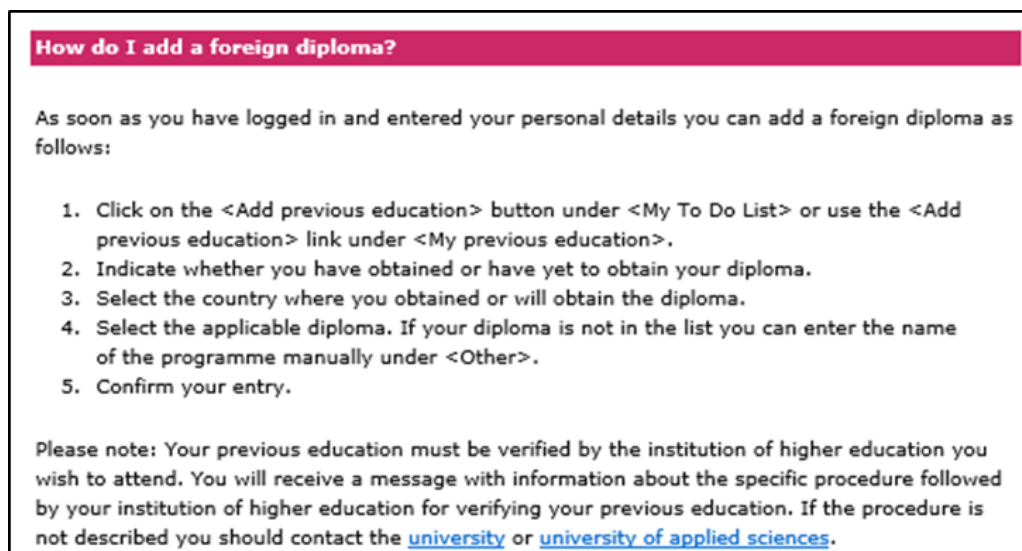 How do I add a foreign diploma?
As soon as you have logged in and entered your personal details you can add a foreign diploma as
follows:
1. Click on the <Add previous education> button under <My To Do List> or use the <Add
previous education> link under <My previous education>.
2. Indicate whether you have obtained or have yet to obtain your diploma.
3. Select the country where you obtained or will obtain the diploma.
4. Select the applicable diploma. If your diploma is not in the list you can enter the name
of the programme manually under <Other>.
5. Confirm your entry.
Please note: Your previous education must be verified by the institution of higher education you
wish to attend. You will receive a message with information about the specific procedure followed
by your institution of higher education for verifying your previous education. If the procedure is
not described you should contact the university or university of applied sciences.